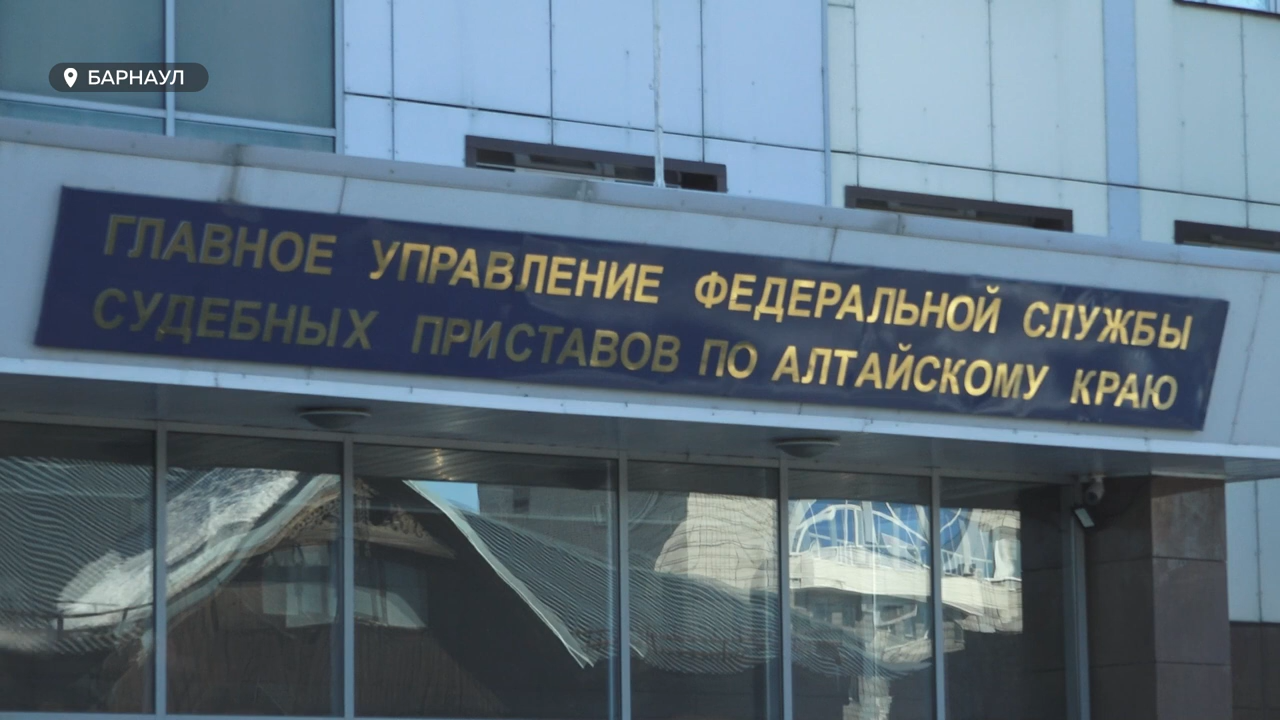 БАРНАУЛ
ГЛАВНОЕ УПРАВЛЕНИЕ ФЕДЕРАЛЬНОЙ СЛУЖБЫ
СУДЕБНЫХ ПРИСТАВОВ ПО АЛТАЙСКОМУ КРАЮ